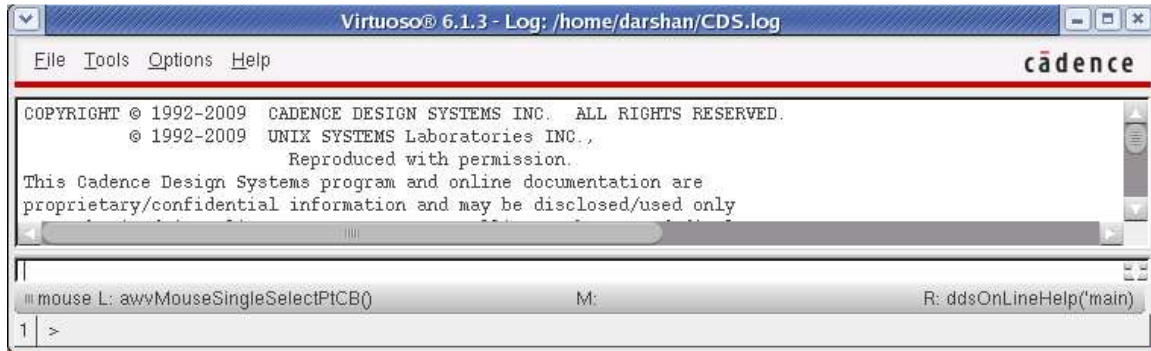 Virtuoso® 6.1.3 - Log: /home/darshan/CDS.log
File Tools Options Help
cādence
COPYRIGHT © 1992-2009 CADENCE DESIGN SYSTEMS INC. ALL RIGHTS RESERVED.
© 1992-2009 UNIX SYSTEMS Laboratories INC.,
Reproduced with permission.
This Cadence Design Systems program and online documentation are
proprietary/confidential information and may be disclosed/used only
mouse L: awvMouseSingleSelectPtCB() M: R: ddsOnLineHelp('main)
1 >